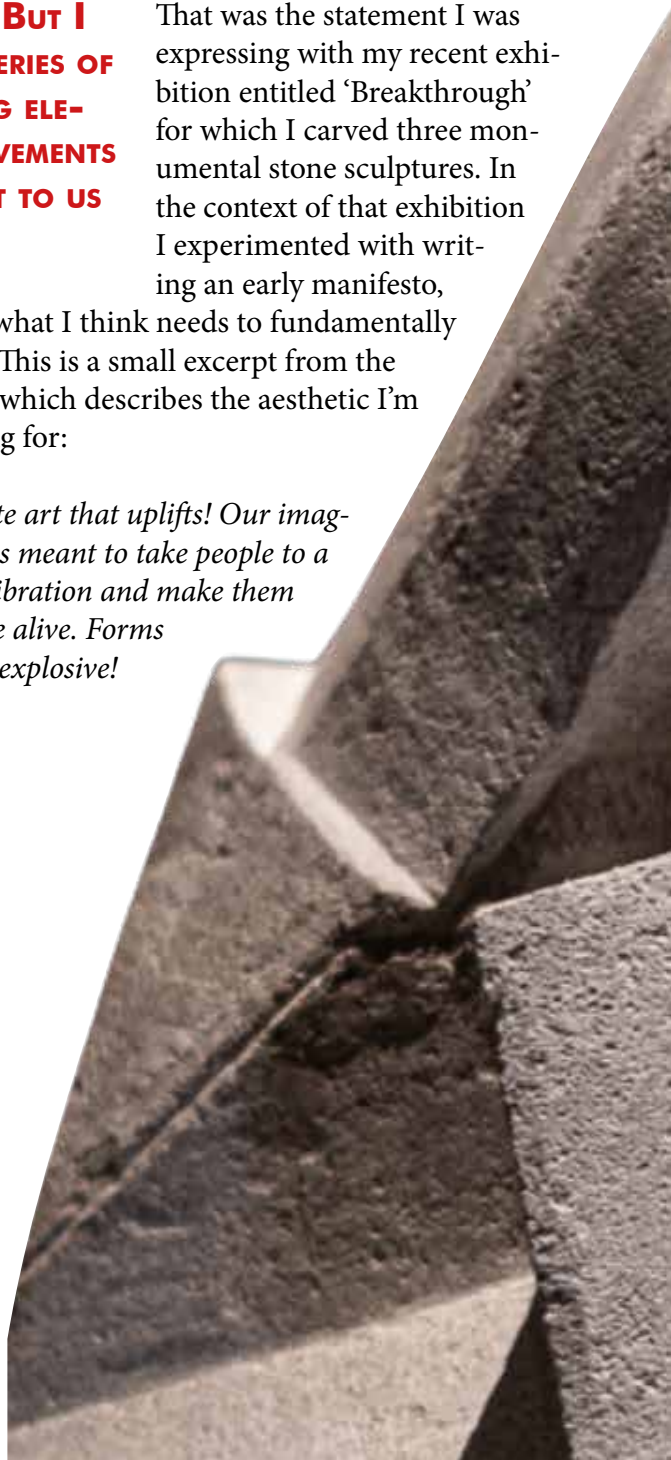 But I
ERIES OF
G ELE-
VEMENTS
T TO US
That was the statement I was
expressing with my recent exhi-
bition entitled ‘Breakthrough’
for which I carved three mon-
umental stone sculptures. In
the context of that exhibition
I experimented with writ-
ing an early manifesto,
what I think needs to fundamentally
This is a small excerpt from the
which describes the aesthetic I’m
g for:
te art that uplifts! Our imag-
s meant to take people to a
ibration and make them
e alive. Forms
explosive!